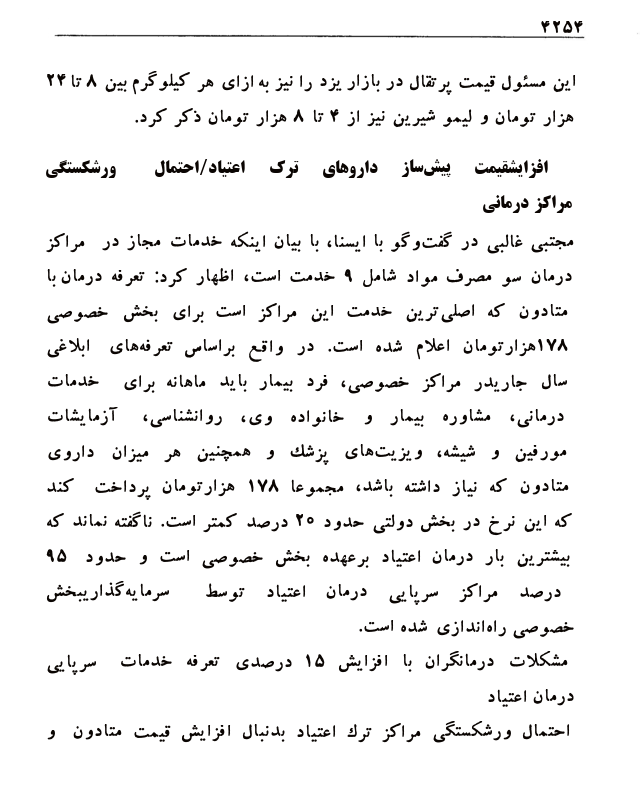 ۴۲۵۴
این مسئول قیمت پرتقال در بازار یزد را نیز به ازای هر کیلوگرم بین ۸ تا ۲۴
هزار تومان و لیمو شیرین نیز از ۴ تا ۸ هزار تومان ذکر کرد.
افزایشقیمت پیش‌ساز داروهای ترک اعتیاد/احتمال ورشکستگی
مراکز درمانی
مجتبی غالبی در گفت‌وگو با ایسنا، با بیان اینکه خدمات مجاز در مراکز
درمان سو مصرف مواد شامل ۹ خدمت است، اظهار کرد: تعرفه درمان با
متادون که اصلی‌ترین خدمت این مراکز است برای بخش خصوصی
۱۷۸هزارتومان اعلام شده است. در واقع براساس تعرفه‌های ابلاغی
سال جاریدر مراکز خصوصی، فرد بیمار باید ماهانه برای خدمات
درمانی، مشاوره بیمار و خانواده وی، روانشناسی، آزمایشات
مورفین و شیشه، ویزیت‌های پزشك و همچنین هر میزان داروی
متادون که نیاز داشته باشد، مجموعا ۱۷۸ هزارتومان پرداخت کند
که این نرخ در بخش دولتی حدود ۲۰ درصد کمتر است. ناگفته نماند که
بیشترین بار درمان اعتیاد برعهده بخش خصوصی است و حدود ۹۵
درصد مراکز سرپایی درمان اعتیاد توسط سرمایه‌گذاریبخش
خصوصی راه‌اندازی شده است.
مشکلات درمانگران با افزایش ۱۵ درصدی تعرفه خدمات سرپایی
درمان اعتیاد
احتمال ورشکستگی مراکز ترك اعتیاد بدنبال افزایش قیمت متادون و